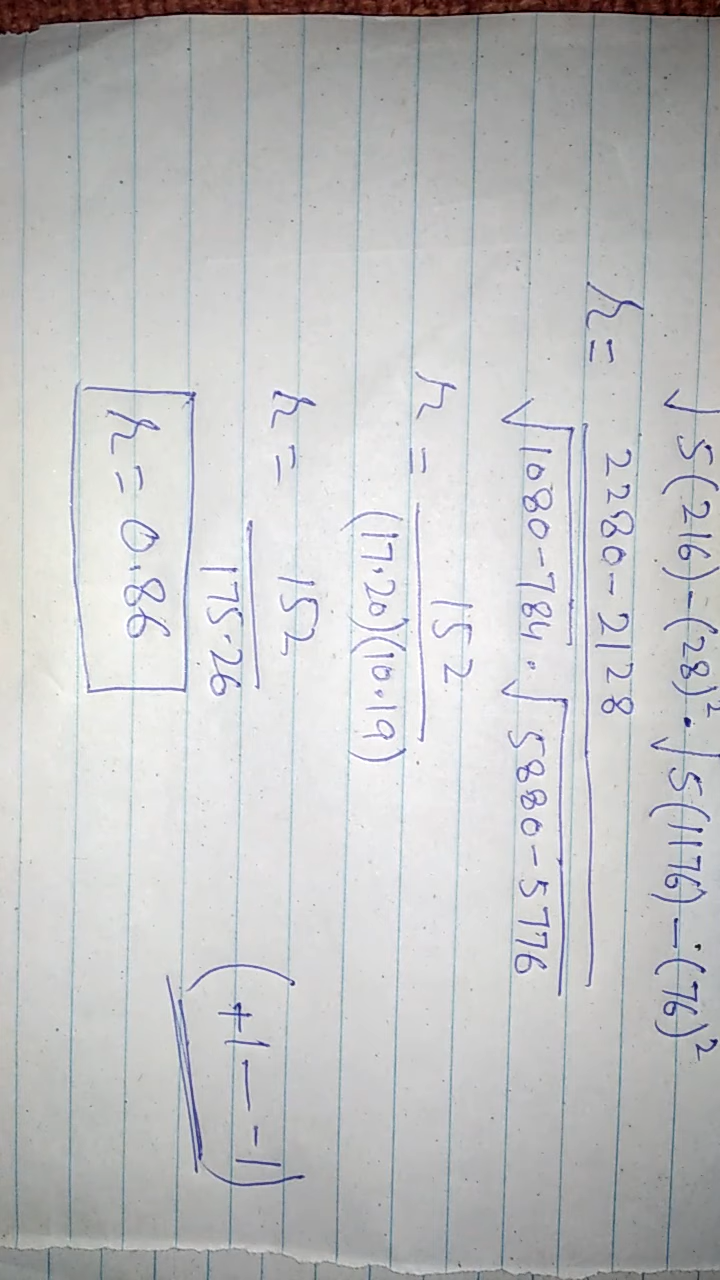 √5(216)-(28)². √5(1176)-(76)²
r = 2280-2128
√1080-784 . √5880-5776
r = 152
(17.20)(10.19)
r = 152
175.26
r = 0.86
(+1 — -1)